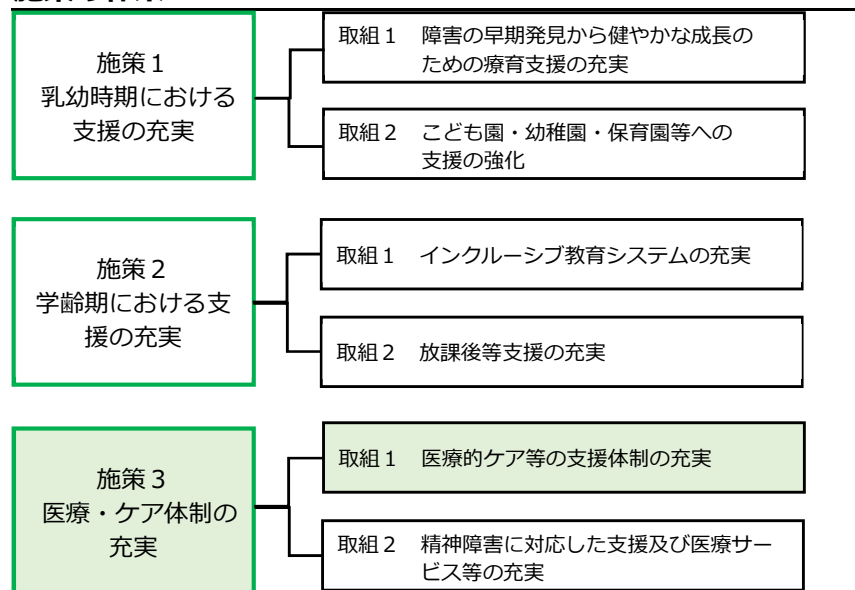 施策１
乳幼時期における
支援の充実
取組１　障害の早期発見から健やかな成長の
ための療育支援の充実
取組２　こども園・幼稚園・保育園等への
支援の強化
施策２
学齢期における支
援の充実
取組１　インクルーシブ教育システムの充実
取組２　放課後等支援の充実
施策３
医療・ケア体制の
充実
取組１　医療的ケア等の支援体制の充実
取組２　精神障害に対応した支援及び医療サー
ビス等の充実